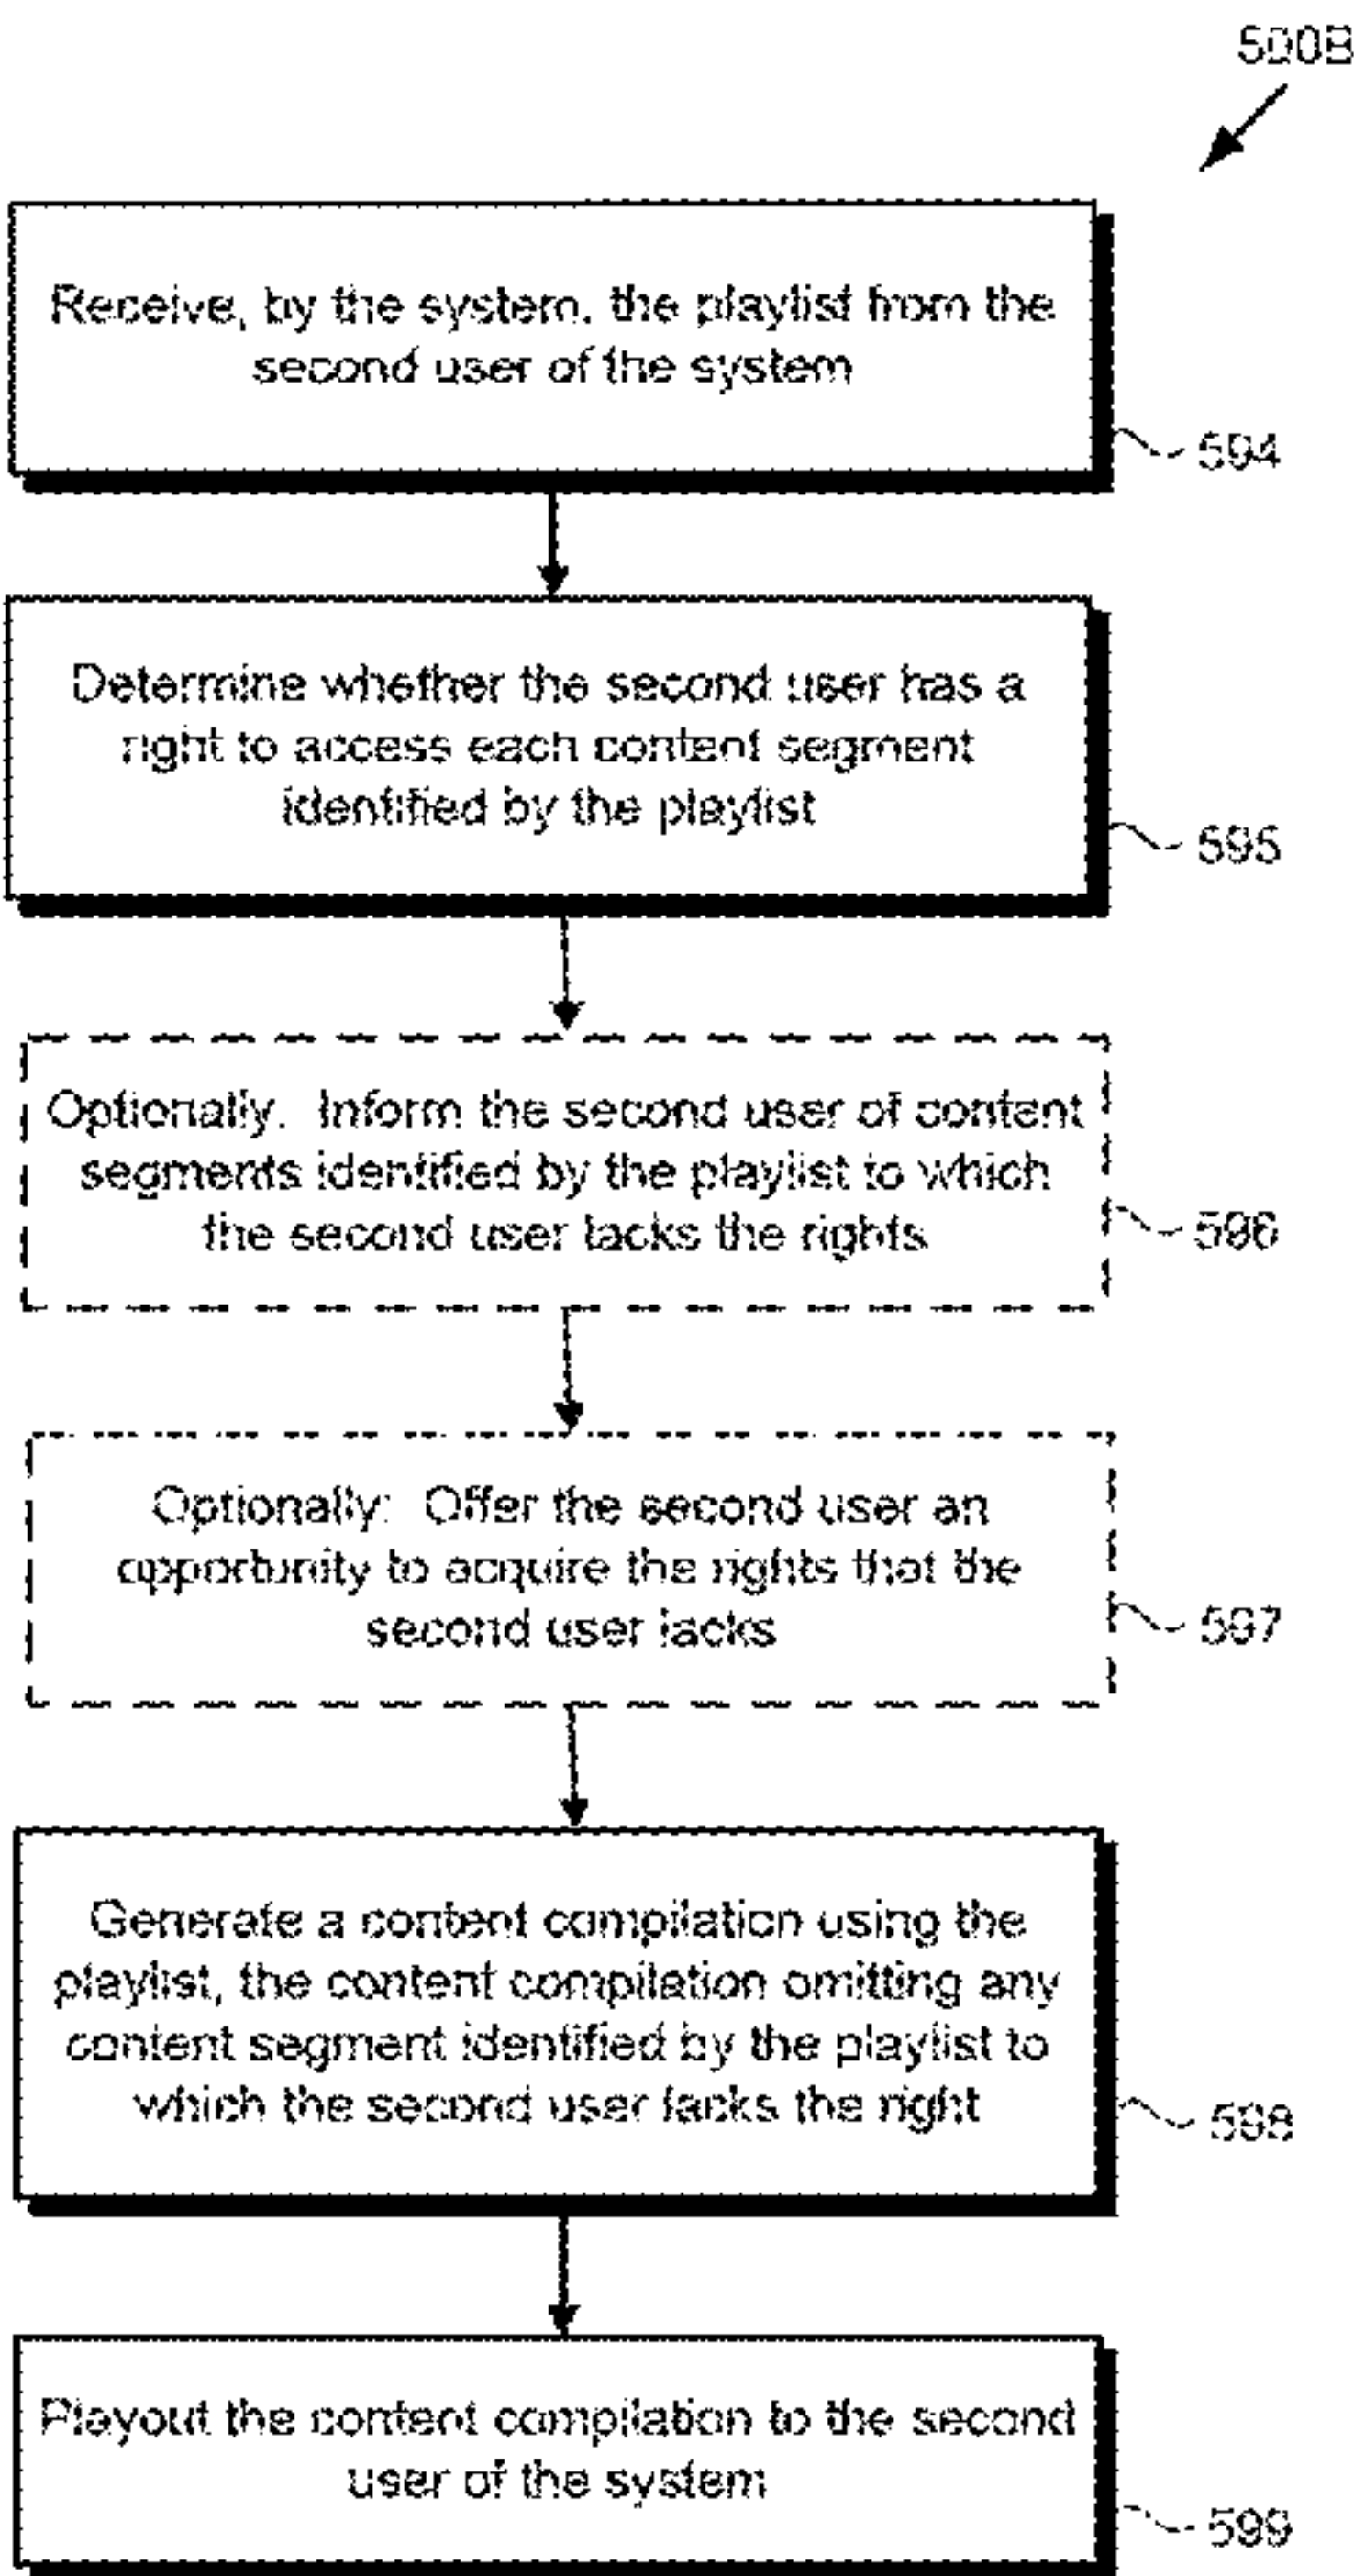 500B
Receive, by the system, the playlist from the
second user of the system
594
Determine whether the second user has a
right to access each content segment
identified by the playlist
595
Optionally: Inform the second user of content
segments identified by the playlist to which
the second user lacks the rights
596
Optionally: Offer the second user an
opportunity to acquire the rights that the
second user lacks
597
Generate a content compilation using the
playlist, the content compilation omitting any
content segment identified by the playlist to
which the second user lacks the right
598
Playout the content compilation to the second
user of the system
599